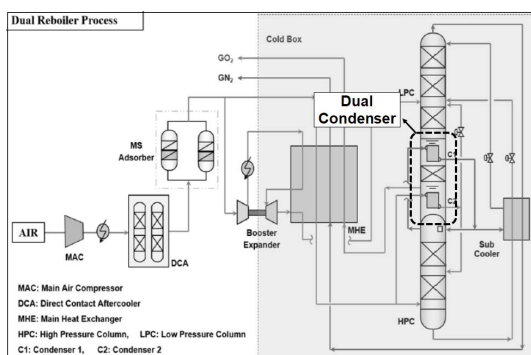 Dual Reboiler Process
Cold Box
GO₂
GN₂
LPC
Dual
Condenser
MS
Adsorber
C1
C2
AIR
MAC
DCA
Booster
Expander
MHE
Sub
Cooler
HPC
MAC: Main Air Compressor
DCA: Direct Contact Aftercooler
MHE: Main Heat Exchanger
HPC: High Pressure Column, LPC: Low Pressure Column
C1: Condenser 1, C2: Condenser 2